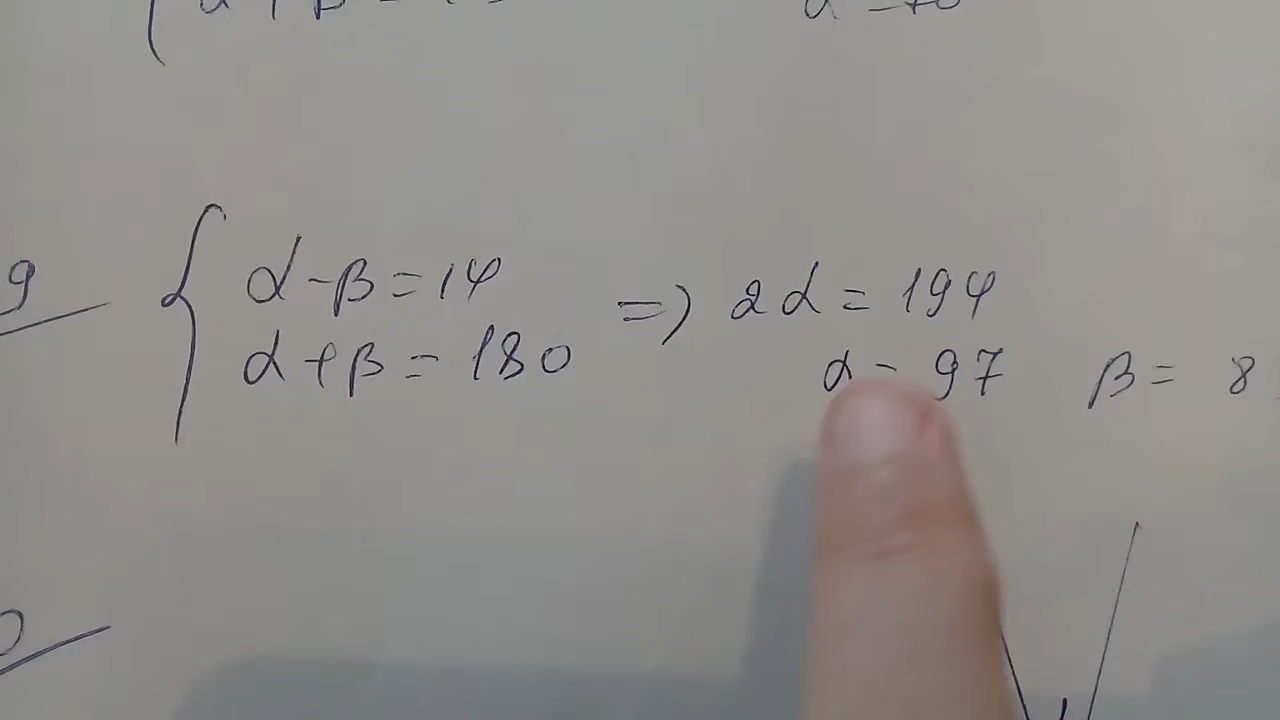 9
α - β = 14
α + β = 180
=> 2α = 194
α = 97 β = 8